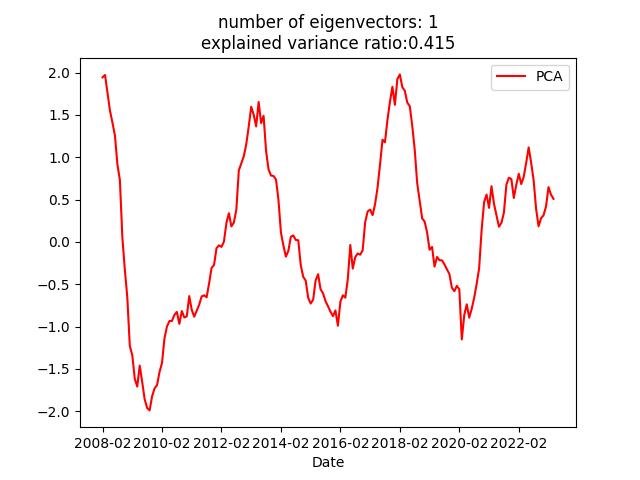 number of eigenvectors: 1
explained variance ratio:0.415
PCA
2.0
1.5
1.0
0.5
0.0
−0.5
−1.0
−1.5
−2.0
2008-02 2010-02 2012-02 2014-02 2016-02 2018-02 2020-02 2022-02
Date